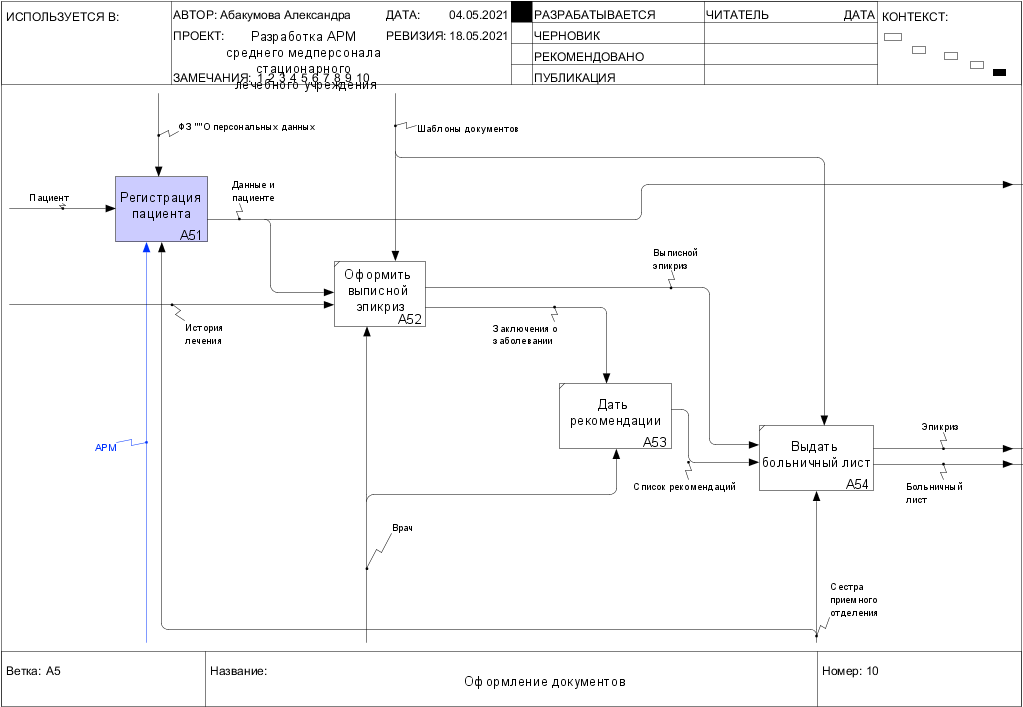 ИСПОЛЬЗУЕТСЯ В:
АВТОР: Абакумова Александра
ДАТА: 04.05.2021
РАЗРАБАТЫВАЕТСЯ
ЧИТАТЕЛЬ
ДАТА
КОНТЕКСТ:
ПРОЕКТ: Разработка АРМ
среднего медперсонала
стационарного
лечебного учреждения
РЕВИЗИЯ: 18.05.2021
ЧЕРНОВИК
РЕКОМЕНДОВАНО
ЗАМЕЧАНИЯ: 1 2 3 4 5 6 7 8 9 10
ПУБЛИКАЦИЯ
ФЗ ""О персональных данных
Шаблоны документов
Пациент
Регистрация
пациента
A51
Данные и
пациенте
Оформить
выписной
эпикриз
A52
Выписной
эпикриз
История
лечения
Заключения о
заболевании
Дать
рекомендации
A53
Выдать
больничный лист
A54
Эпикриз
АРМ
Список рекомендаций
Больничный
лист
Врач
Сестра
приемного
отделения
Ветка: A5
Название:
Оформление документов
Номер: 10